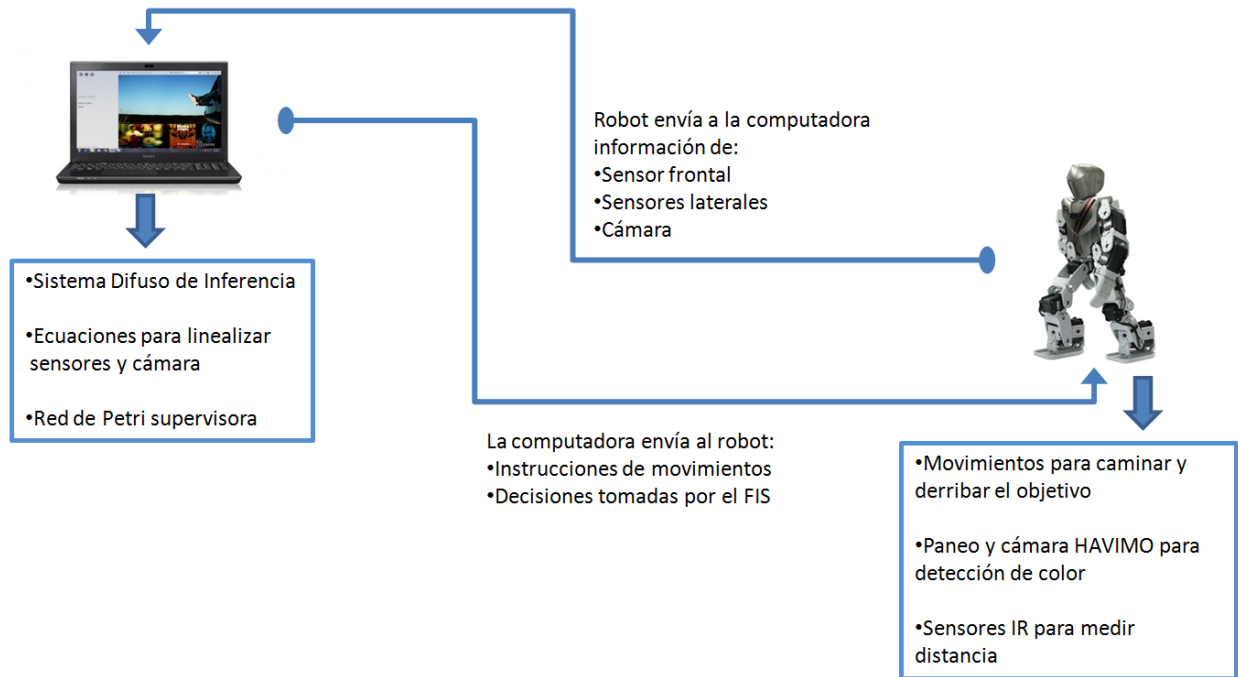 Robot envía a la computadora
información de:
•Sensor frontal
•Sensores laterales
•Cámara
•Sistema Difuso de Inferencia
•Ecuaciones para linealizar
sensores y cámara
•Red de Petri supervisora
La computadora envía al robot:
•Instrucciones de movimientos
•Decisiones tomadas por el FIS
•Movimientos para caminar y
derribar el objetivo
•Paneo y cámara HAVIMO para
detección de color
•Sensores IR para medir
distancia